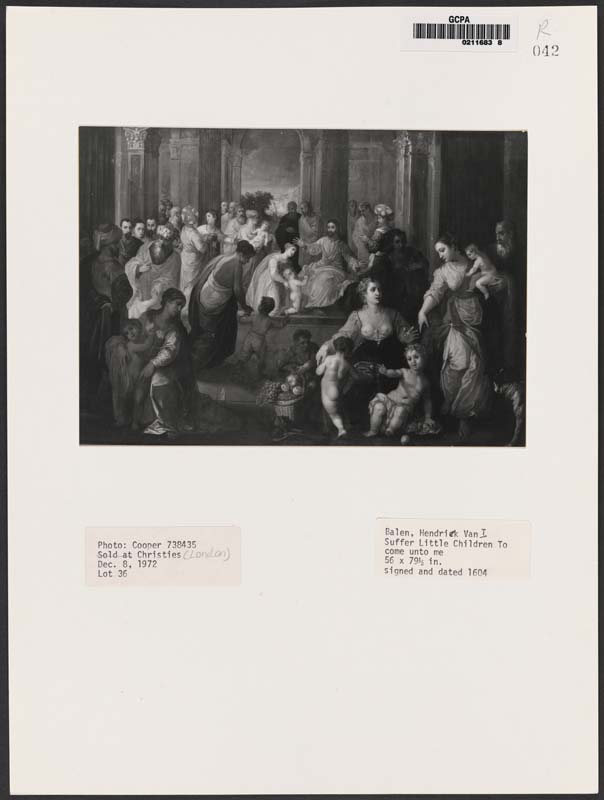 GCPA
0211683 8
R
042
Photo: Cooper 738435
Sold at Christies (London)
Dec. 8, 1972
Lot 36
Balen, Hendrick Van I
Suffer Little Children To
come unto me
56 x 79½ in.
signed and dated 1604